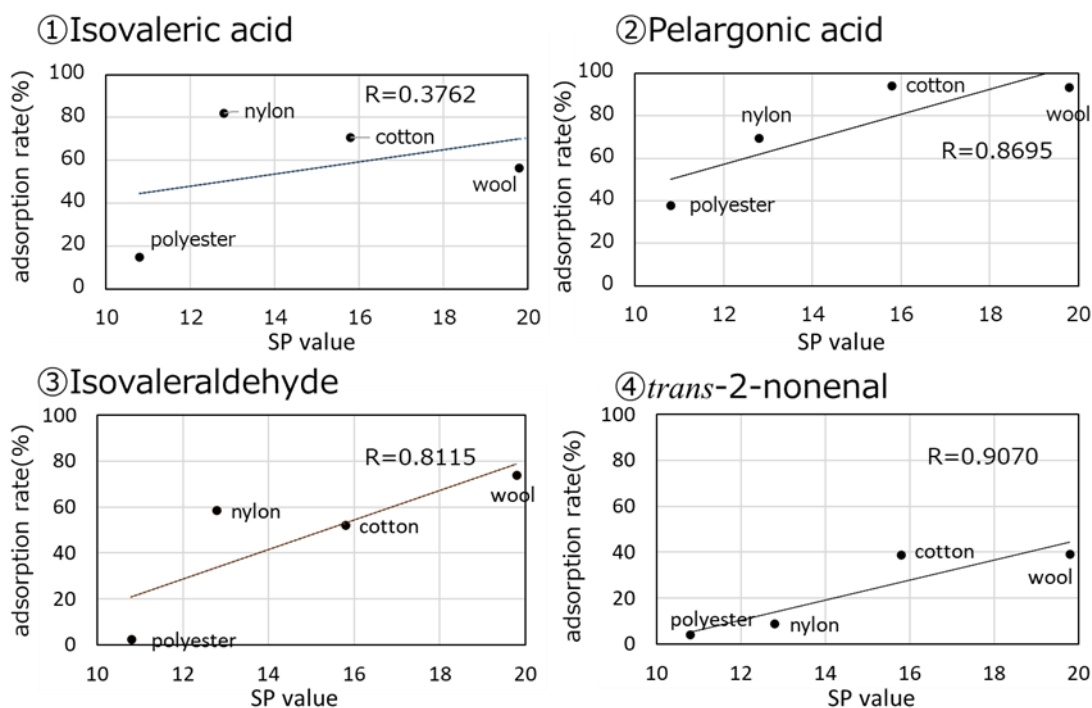 ①Isovaleric acid
adsorption rate(%)
100
80
60
40
20
0
R=0.3762
nylon
cotton
wool
polyester
10 12 14 16 18 20
SP value
②Pelargonic acid
adsorption rate(%)
100
80
60
40
20
0
cotton
nylon
wool
R=0.8695
polyester
10 12 14 16 18 20
SP value
③Isovaleraldehyde
adsorption rate(%)
100
80
60
40
20
0
R=0.8115
wool
nylon
cotton
polyester
10 12 14 16 18 20
SP value
④trans-2-nonenal
adsorption rate(%)
100
80
60
40
20
0
R=0.9070
cotton
wool
polyester
nylon
10 12 14 16 18 20
SP value